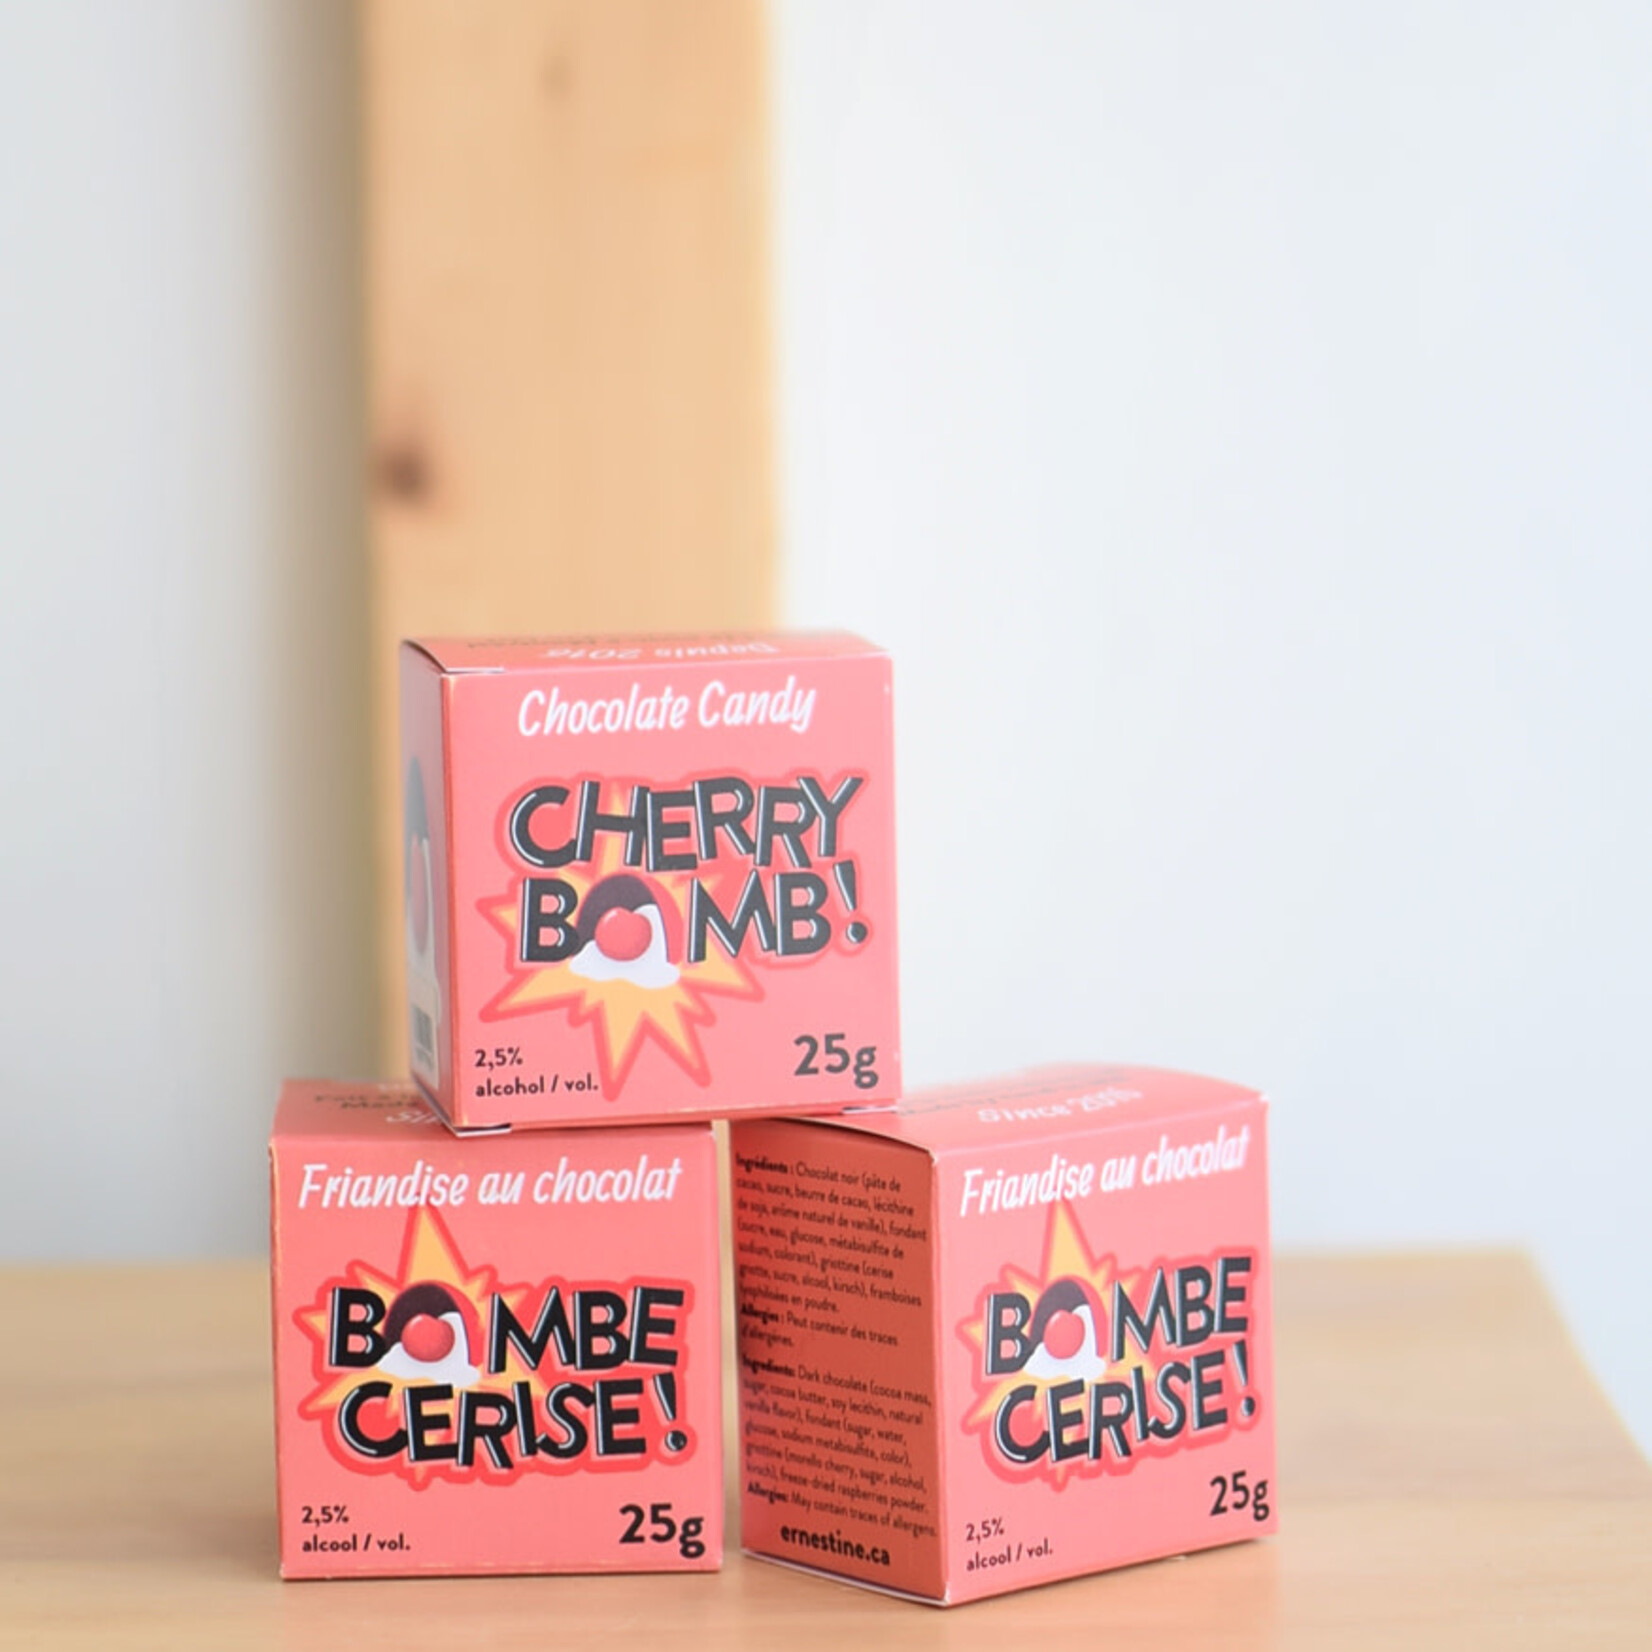 Depuis 2016
Chocolate Candy
CHERRY
BOMB!
2,5%
alcohol / vol.
25g
Friandise au chocolat
BOMBE
CERISE!
2,5%
alcool / vol.
25g
Since 2016
Ingrédients : Chocolat noir (pâte de
cacao, sucre, beurre de cacao, lécithine
de soja, arôme naturel de vanille), fondant
(sucre, eau, glucose, métabisulfite de
sodium, colorant), griottine (cerise
griotte, sucre, alcool, kirsch), framboises
lyophilisées en poudre.
Allergies : Peut contenir des traces
d'allergènes.
Ingredients: Dark chocolate (cocoa mass,
sugar, cocoa butter, soy lecithin, natural
vanilla flavor), fondant (sugar, water,
glucose, sodium metabisulfite, color),
griottine (morello cherry, sugar, alcohol,
kirsch), freeze-dried raspberries powder.
Allergies: May contain traces of allergens.
ernestine.ca
Friandise au chocolat
BOMBE
CERISE!
2,5%
alcool / vol.
25g